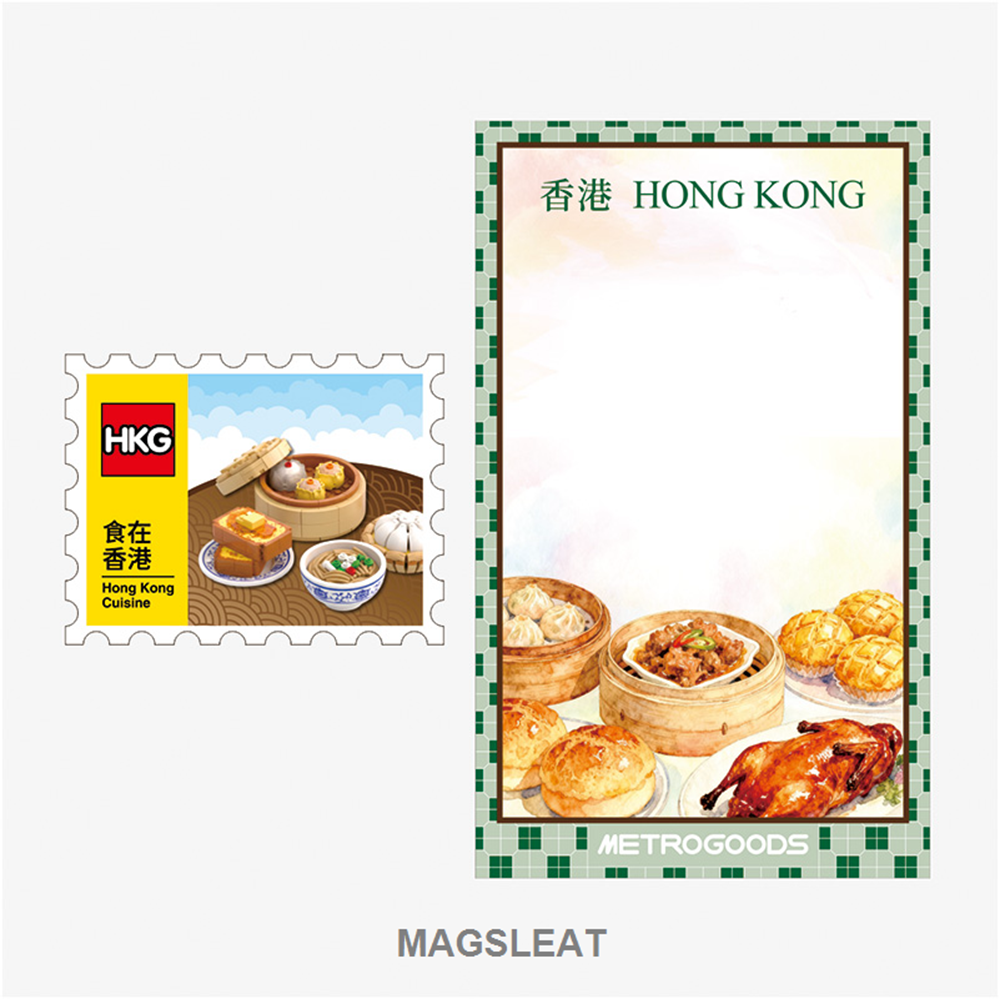 HKG
食在
香港
Hong Kong
Cuisine
香港 HONG KONG
METROGOODS
MAGSLEAT